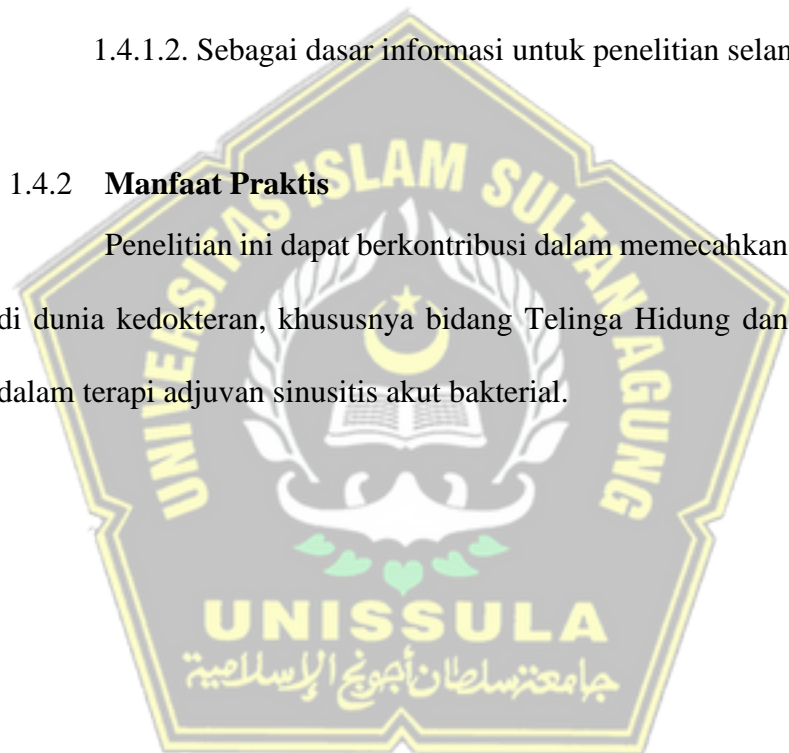 1.4.1.2. Sebagai dasar informasi untuk penelitian selan
1.4.2 Manfaat Praktis
Penelitian ini dapat berkontribusi dalam memecahkan
di dunia kedokteran, khususnya bidang Telinga Hidung dan
dalam terapi adjuvan sinusitis akut bakterial.
UNIVERSITAS ISLAM SULTAN AGUNG
UNISSULA
جامعتنسلطان أجونج الإسلامية